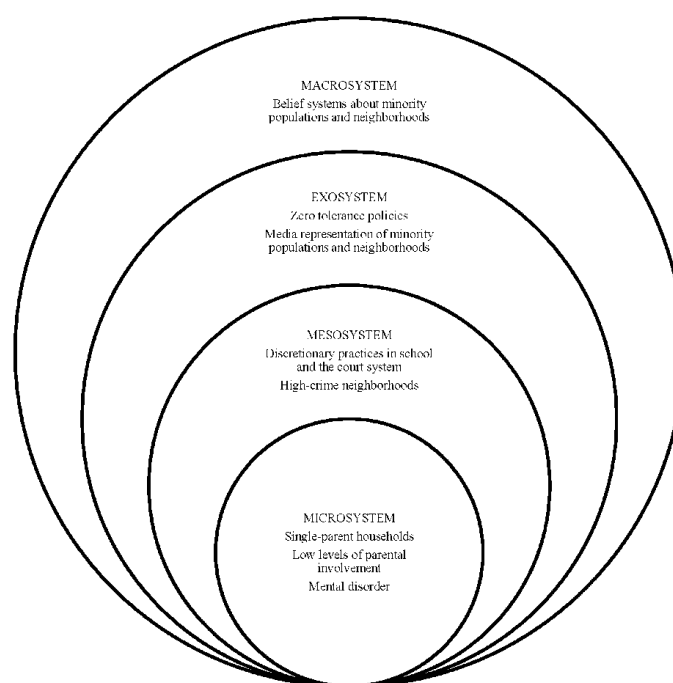 MACROSYSTEM
Belief systems about minority
populations and neighborhoods
EXOSYSTEM
Zero tolerance policies
Media representation of minority
populations and neighborhoods
MESOSYSTEM
Discretionary practices in school
and the court system
High-crime neighborhoods
MICROSYSTEM
Single-parent households
Low levels of parental
involvement
Mental disorder